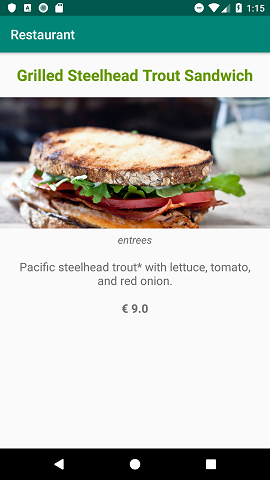 1:15
Restaurant
Grilled Steelhead Trout Sandwich
entrees
Pacific steelhead trout* with lettuce, tomato,
and red onion.
€ 9.0